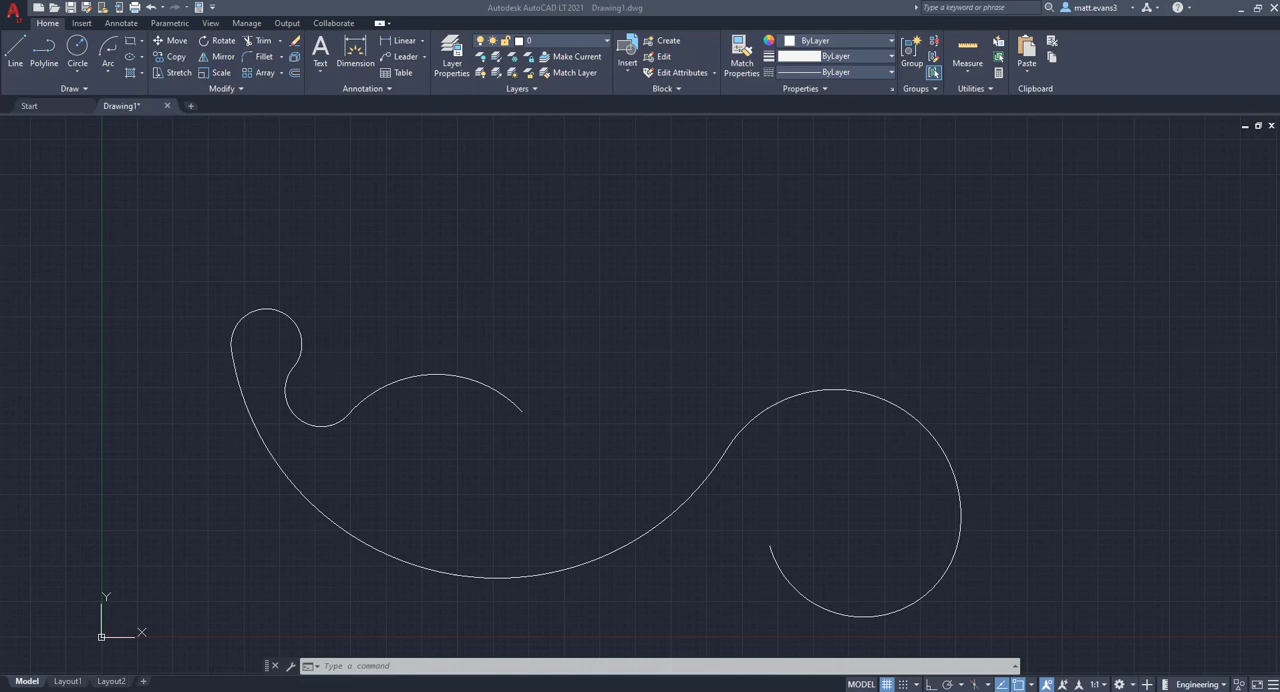 Autodesk AutoCAD LT 2021 Drawing1.dwg
Type a keyword or phrase
matt.evans3
LT
Home Insert Annotate Parametric View Manage Output Collaborate
Line Polyline Circle Arc
Move Rotate Trim
Copy Mirror Fillet
Stretch Scale Array
Text Dimension
Linear
Leader
Table
Layer Properties
0
Make Current
Match Layer
Insert
Create
Edit
Edit Attributes
Match Properties
ByLayer
ByLayer
ByLayer
Group
Measure
Paste
Draw Modify Annotation Layers Block Properties Groups Utilities Clipboard
Start Drawing1*
Y
X
Type a command
Model Layout1 Layout2
MODEL 1:1 Engineering